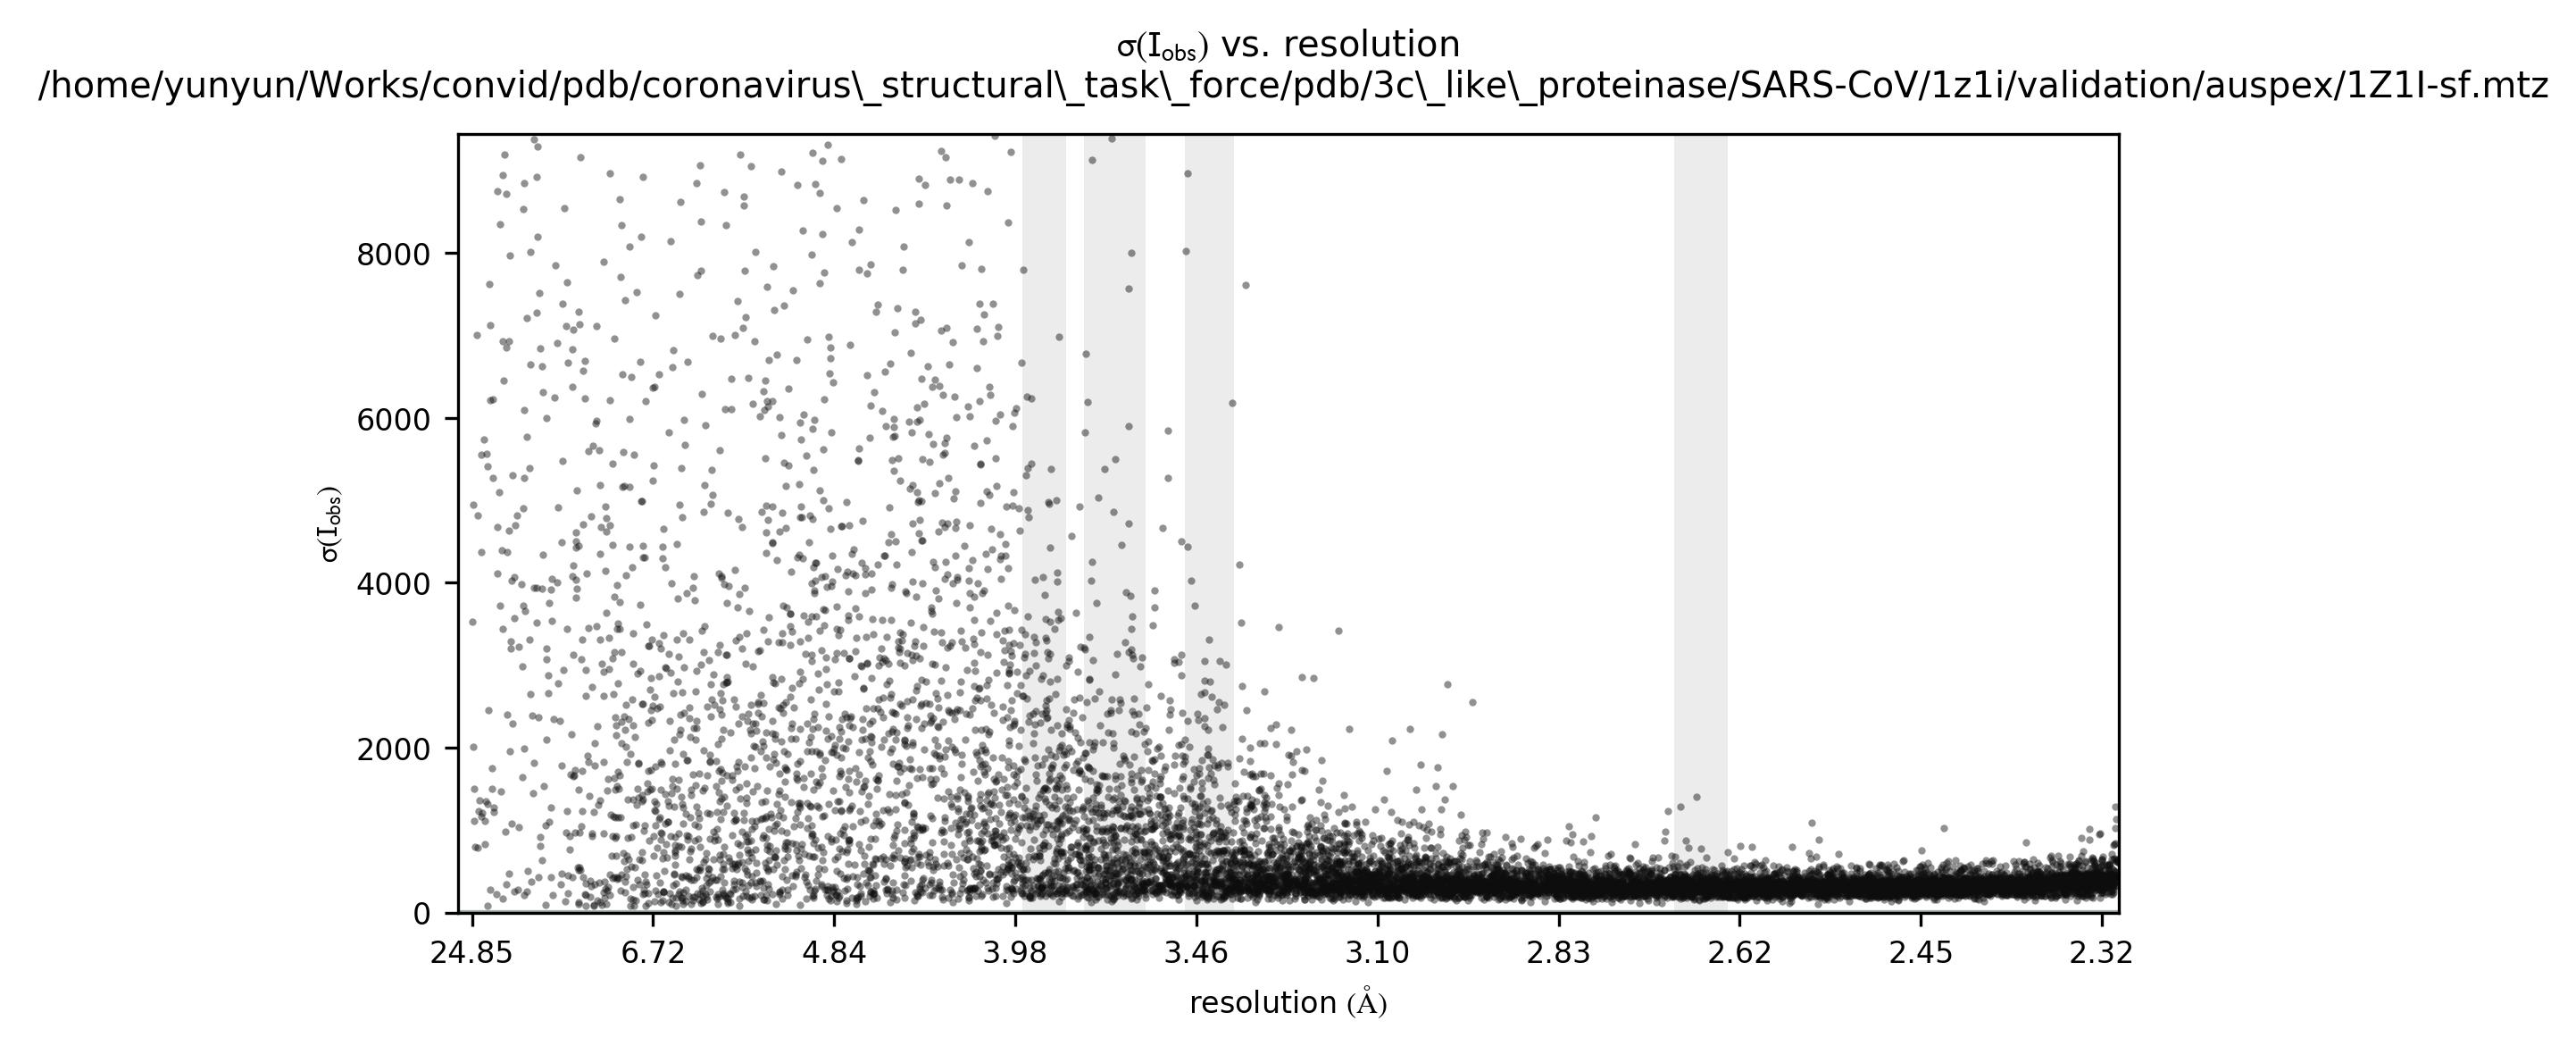 σ(I_obs) vs. resolution
/home/yunyun/Works/convid/pdb/coronavirus\_structural\_task\_force/pdb/3c\_like\_proteinase/SARS-CoV/1z1i/validation/auspex/1Z1I-sf.mtz
σ(I_obs)
8000
6000
4000
2000
0
24.85 6.72 4.84 3.98 3.46 3.10 2.83 2.62 2.45 2.32
resolution (Å)